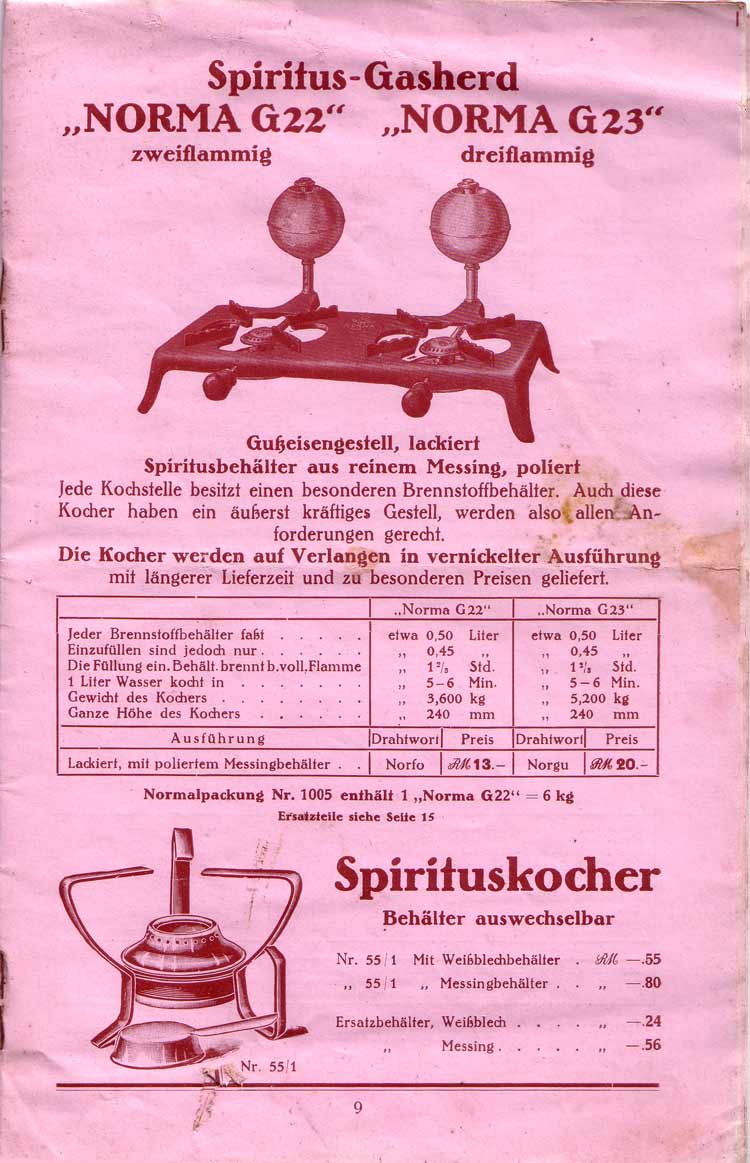 Spiritus-Gasherd
„NORMA G22“ „NORMA G23“
zweiflammig dreiflammig
Gußeisengestell, lackiert
Spiritusbehälter aus reinem Messing, poliert
Jede Kochstelle besitzt einen besonderen Brennstoffbehälter. Auch diese
Kocher haben ein äußerst kräftiges Gestell, werden also allen An-
forderungen gerecht.
Die Kocher werden auf Verlangen in vernickelter Ausführung
mit längerer Lieferzeit und zu besonderen Preisen geliefert.
„Norma G22“ „Norma G23“
Jeder Brennstoffbehälter faßt . . . . . etwa 0,50 Liter etwa 0,50 Liter
Einzufüllen sind jedoch nur . . . . . . „ 0,45 „ „ 0,45 „
Die Füllung ein. Behält. brennt b. voll. Flamme „ 1²/₃ Std. „ 1²/₃ Std.
1 Liter Wasser kocht in . . . . . . „ 5–6 Min. „ 5–6 Min.
Gewicht des Kochers . . . . . . . „ 3,600 kg „ 5,200 kg
Ganze Höhe des Kochers . . . . . „ 240 mm „ 240 mm
Ausführung Drahtwort Preis Drahtwort Preis
Lackiert, mit poliertem Messingbehälter . . Norfo RM 13.– Norgu RM 20.–
Normalpackung Nr. 1005 enthält 1 „Norma G22“ = 6 kg
Ersatzteile siehe Seite 15
Spirituskocher
Behälter auswechselbar
Nr. 55/1 Mit Weißblechbehälter . RM —.55
„ 55/1 „ Messingbehälter . . „ —.80
Ersatzbehälter, Weißblech . . . . „ —.24
„ Messing . . . . . „ —.56
Nr. 55/1
9